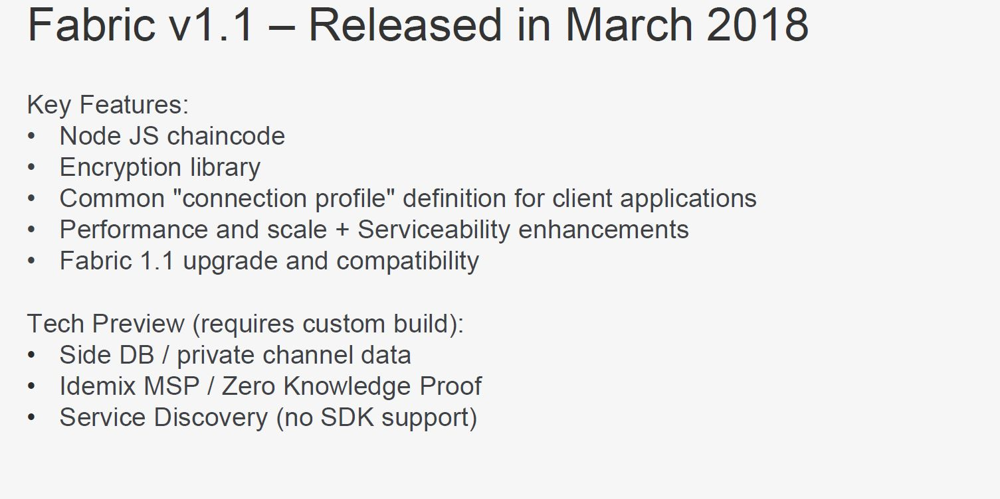 Fabric v1.1 – Released in March 2018
Key Features:
• Node JS chaincode
• Encryption library
• Common "connection profile" definition for client applications
• Performance and scale + Serviceability enhancements
• Fabric 1.1 upgrade and compatibility
Tech Preview (requires custom build):
• Side DB / private channel data
• Idemix MSP / Zero Knowledge Proof
• Service Discovery (no SDK support)